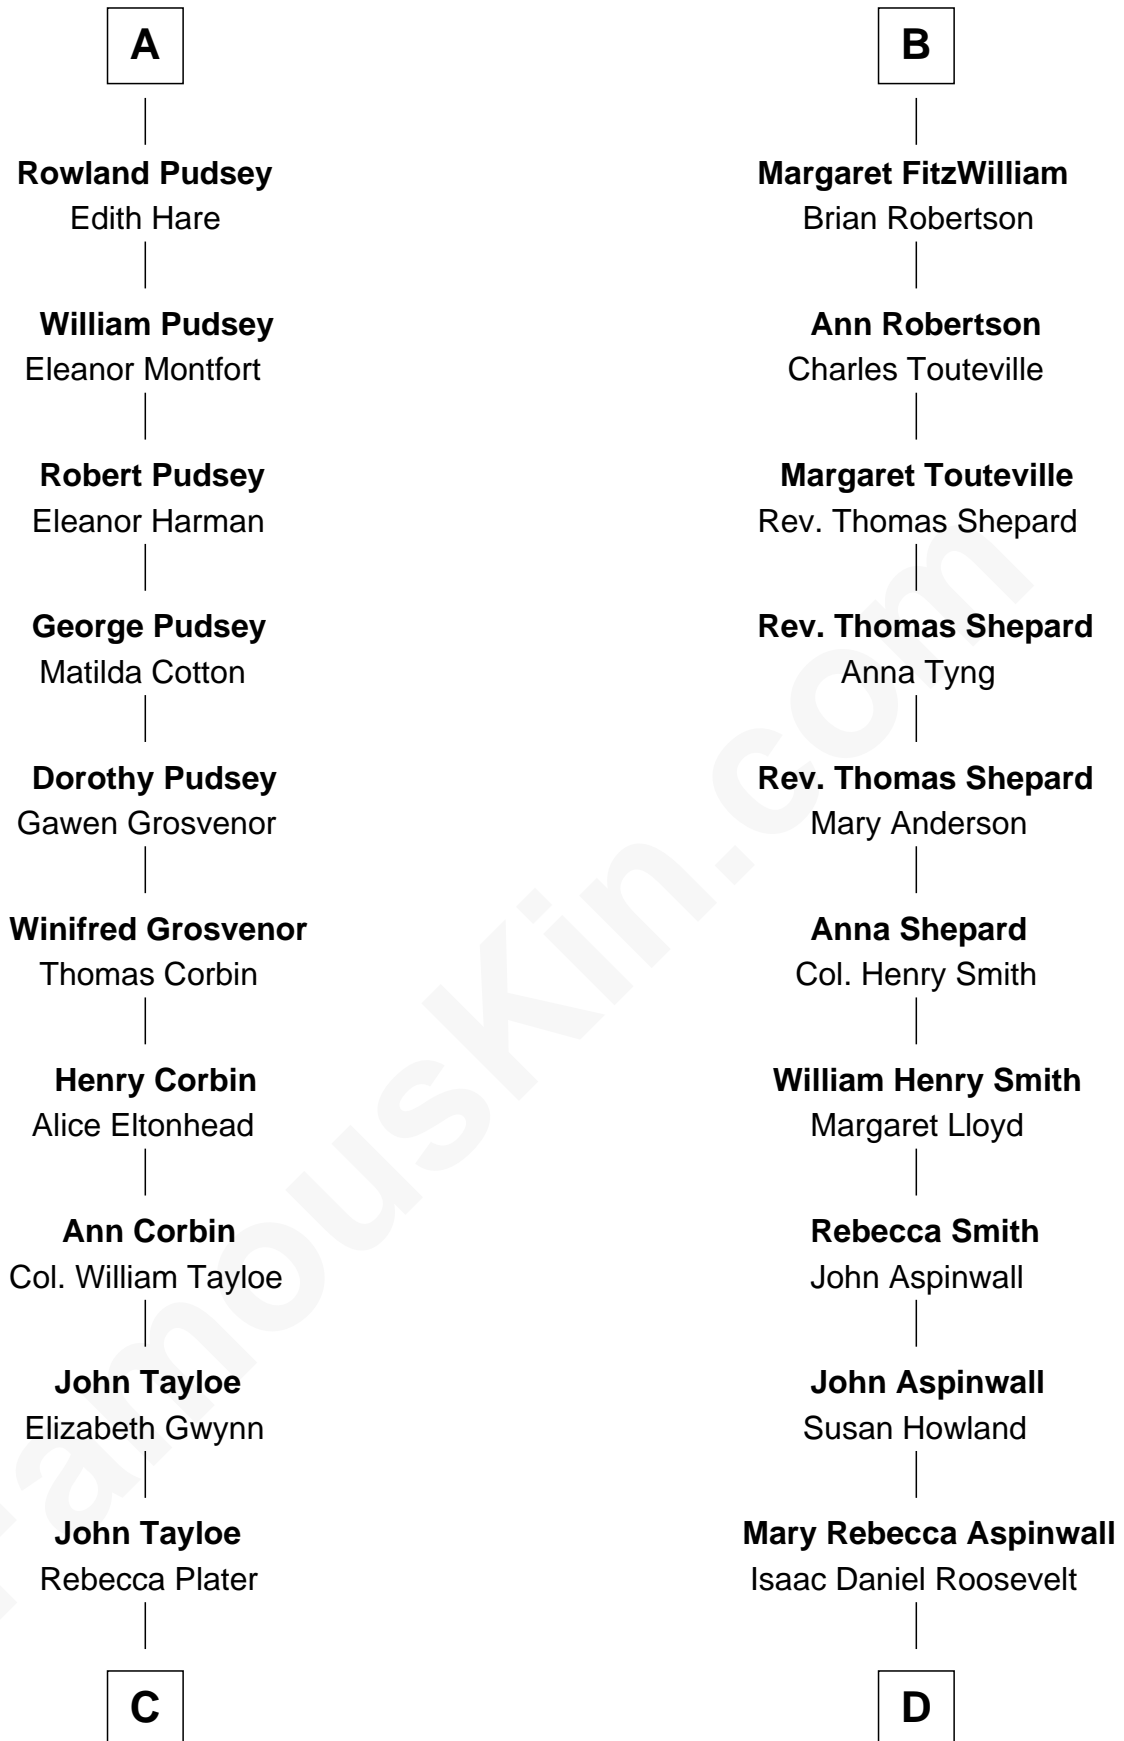 A
Rowland Pudsey
Edith Hare
William Pudsey
Eleanor Montfort
Robert Pudsey
Eleanor Harman
George Pudsey
Matilda Cotton
Dorothy Pudsey
Gawen Grosvenor
Winifred Grosvenor
Thomas Corbin
Henry Corbin
Alice Eltonhead
Ann Corbin
Col. William Tayloe
John Tayloe
Elizabeth Gwynn
John Tayloe
Rebecca Plater
C
B
Margaret FitzWilliam
Brian Robertson
Ann Robertson
Charles Touteville
Margaret Touteville
Rev. Thomas Shepard
Rev. Thomas Shepard
Anna Tyng
Rev. Thomas Shepard
Mary Anderson
Anna Shepard
Col. Henry Smith
William Henry Smith
Margaret Lloyd
Rebecca Smith
John Aspinwall
John Aspinwall
Susan Howland
Mary Rebecca Aspinwall
Isaac Daniel Roosevelt
D
FamousKin.com